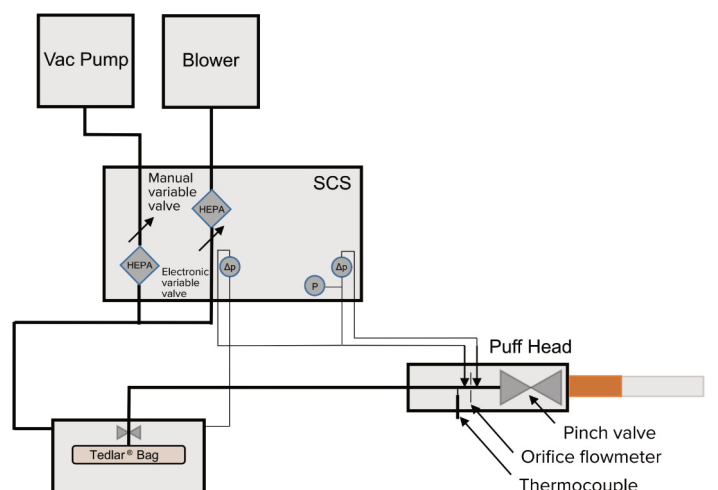 Vac Pump
Blower
SCS
Manual
variable
valve
HEPA
HEPA
Electronic
variable
valve
Δp
Δp
P
Puff Head
Pinch valve
Orifice flowmeter
Thermocouple
Tedlar® Bag